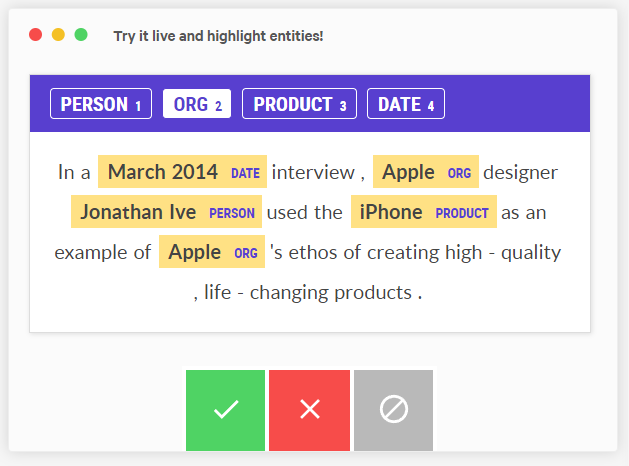 Try it live and highlight entities!
PERSON 1 ORG 2 PRODUCT 3 DATE 4
In a March 2014 DATE interview , Apple ORG designer
Jonathan Ive PERSON used the iPhone PRODUCT as an
example of Apple ORG 's ethos of creating high - quality
, life - changing products .